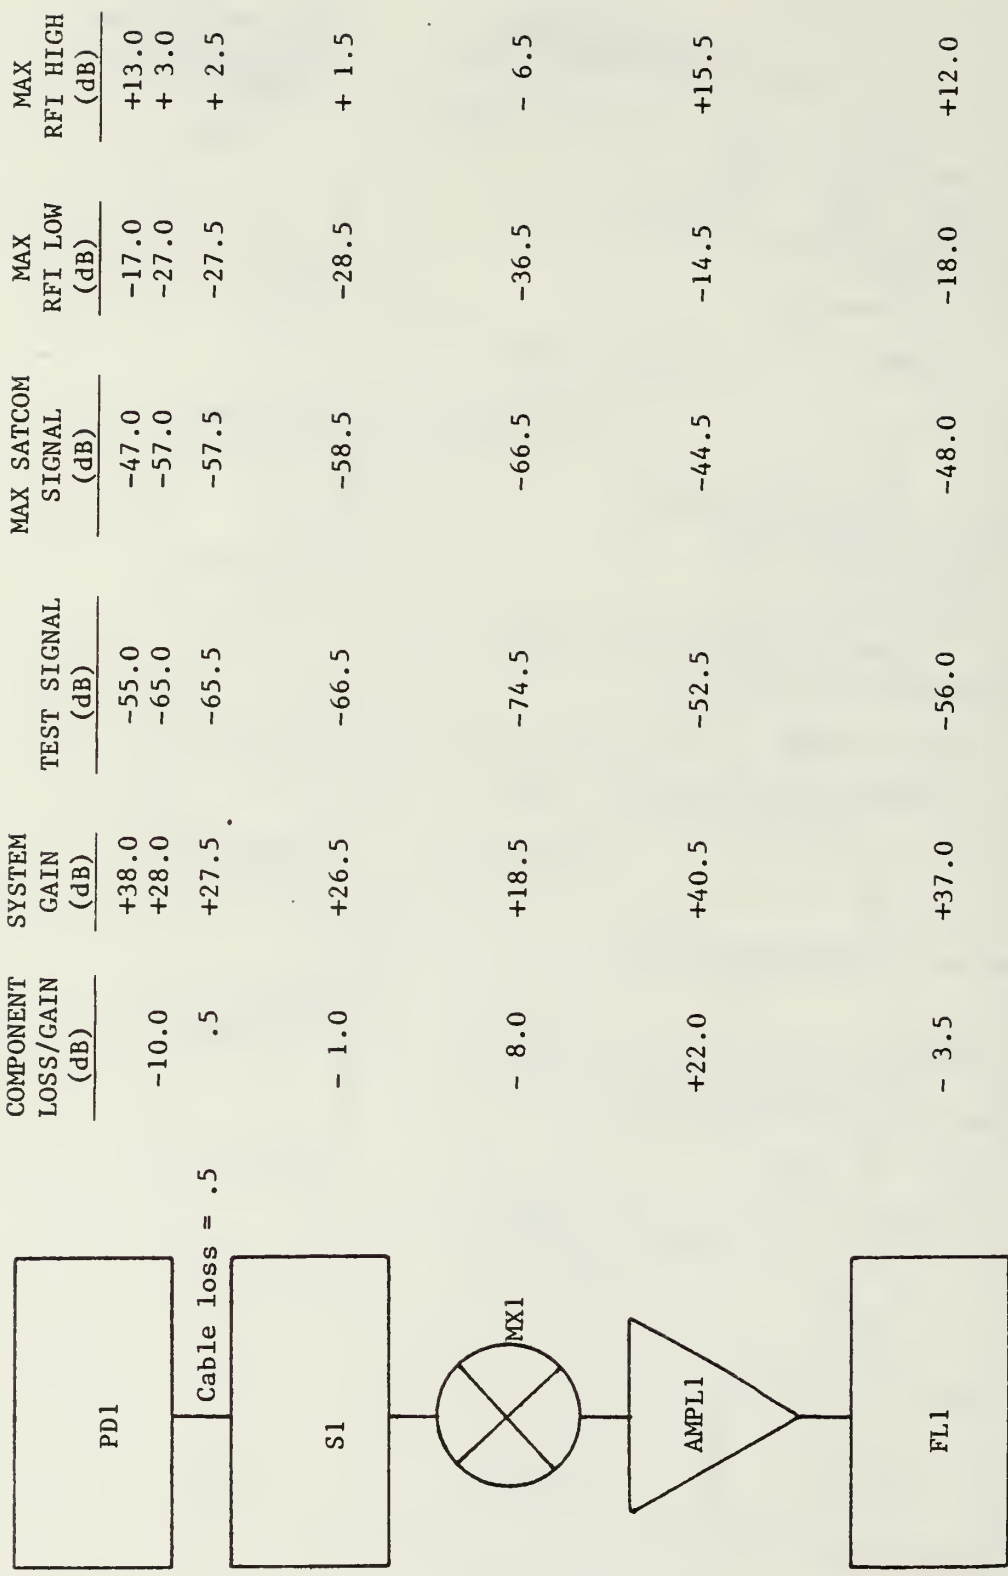 COMPONENT SYSTEM MAX SATCOM MAX MAX
LOSS/GAIN GAIN TEST SIGNAL SIGNAL RFI LOW RFI HIGH
(dB) (dB) (dB) (dB) (dB) (dB)
PD1 +38.0 -55.0 -47.0 -17.0 +13.0
-10.0 +28.0 -65.0 -57.0 -27.0 + 3.0
Cable loss = .5 .5 +27.5 -65.5 -57.5 -27.5 + 2.5
S1 - 1.0 +26.5 -66.5 -58.5 -28.5 + 1.5
MX1 - 8.0 +18.5 -74.5 -66.5 -36.5 - 6.5
AMPL1 +22.0 +40.5 -52.5 -44.5 -14.5 +15.5
FL1 - 3.5 +37.0 -56.0 -48.0 -18.0 +12.0